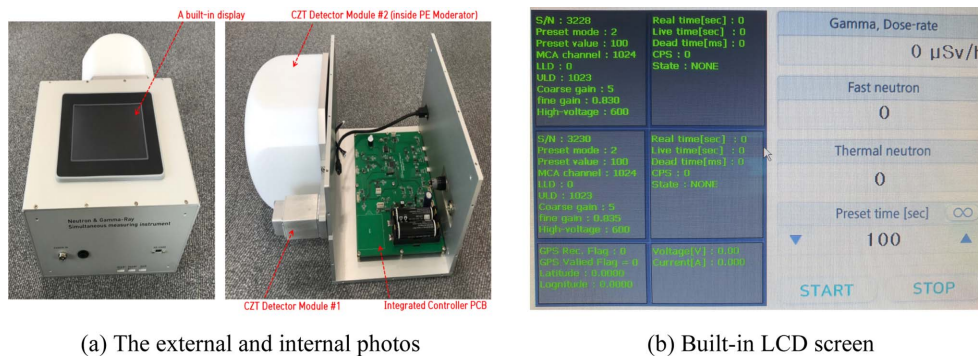 A built-in display
CZT Detector Module #2 (inside PE Moderator)
Neutron & Gamma-Ray
Simultaneous measuring instrument
CZT Detector Module #1
Integrated Controller PCB
(a) The external and internal photos
S/N : 3228
Preset mode : 2
Preset value : 100
MCA channel : 1024
LLD : 0
ULD : 1023
Coarse gain : 5
fine gain : 0.830
High-voltage : 600
Real time[sec] : 0
Live time[sec] : 0
Dead time[ms] : 0
CPS : 0
State : NONE
S/N : 3238
Preset mode : 2
Preset value : 100
MCA channel : 1024
LLD : 0
ULD : 1023
Coarse gain : 5
fine gain : 0.835
High-voltage : 600
Real time[sec] : 0
Live time[sec] : 0
Dead time[ms] : 0
CPS : 0
State : NONE
GPS Rec. Flag : 0
GPS Valied Flag = 0
Latitude : 0.0000
Lognitude : 0.0000
Voltage[V] : 0.00
Current[A] : 0.000
Gamma, Dose-rate
0 µSv/h
Fast neutron
0
Thermal neutron
0
Preset time [sec]
∞
100
START STOP
(b) Built-in LCD screen